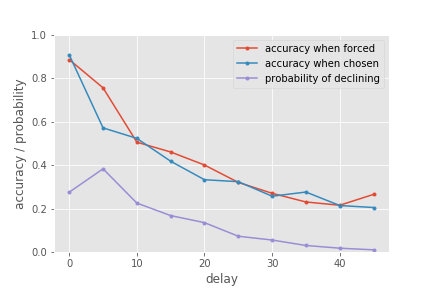 1.0
0.8
0.6
0.4
0.2
0.0
accuracy / probability
accuracy when forced
accuracy when chosen
probability of declining
0 10 20 30 40
delay